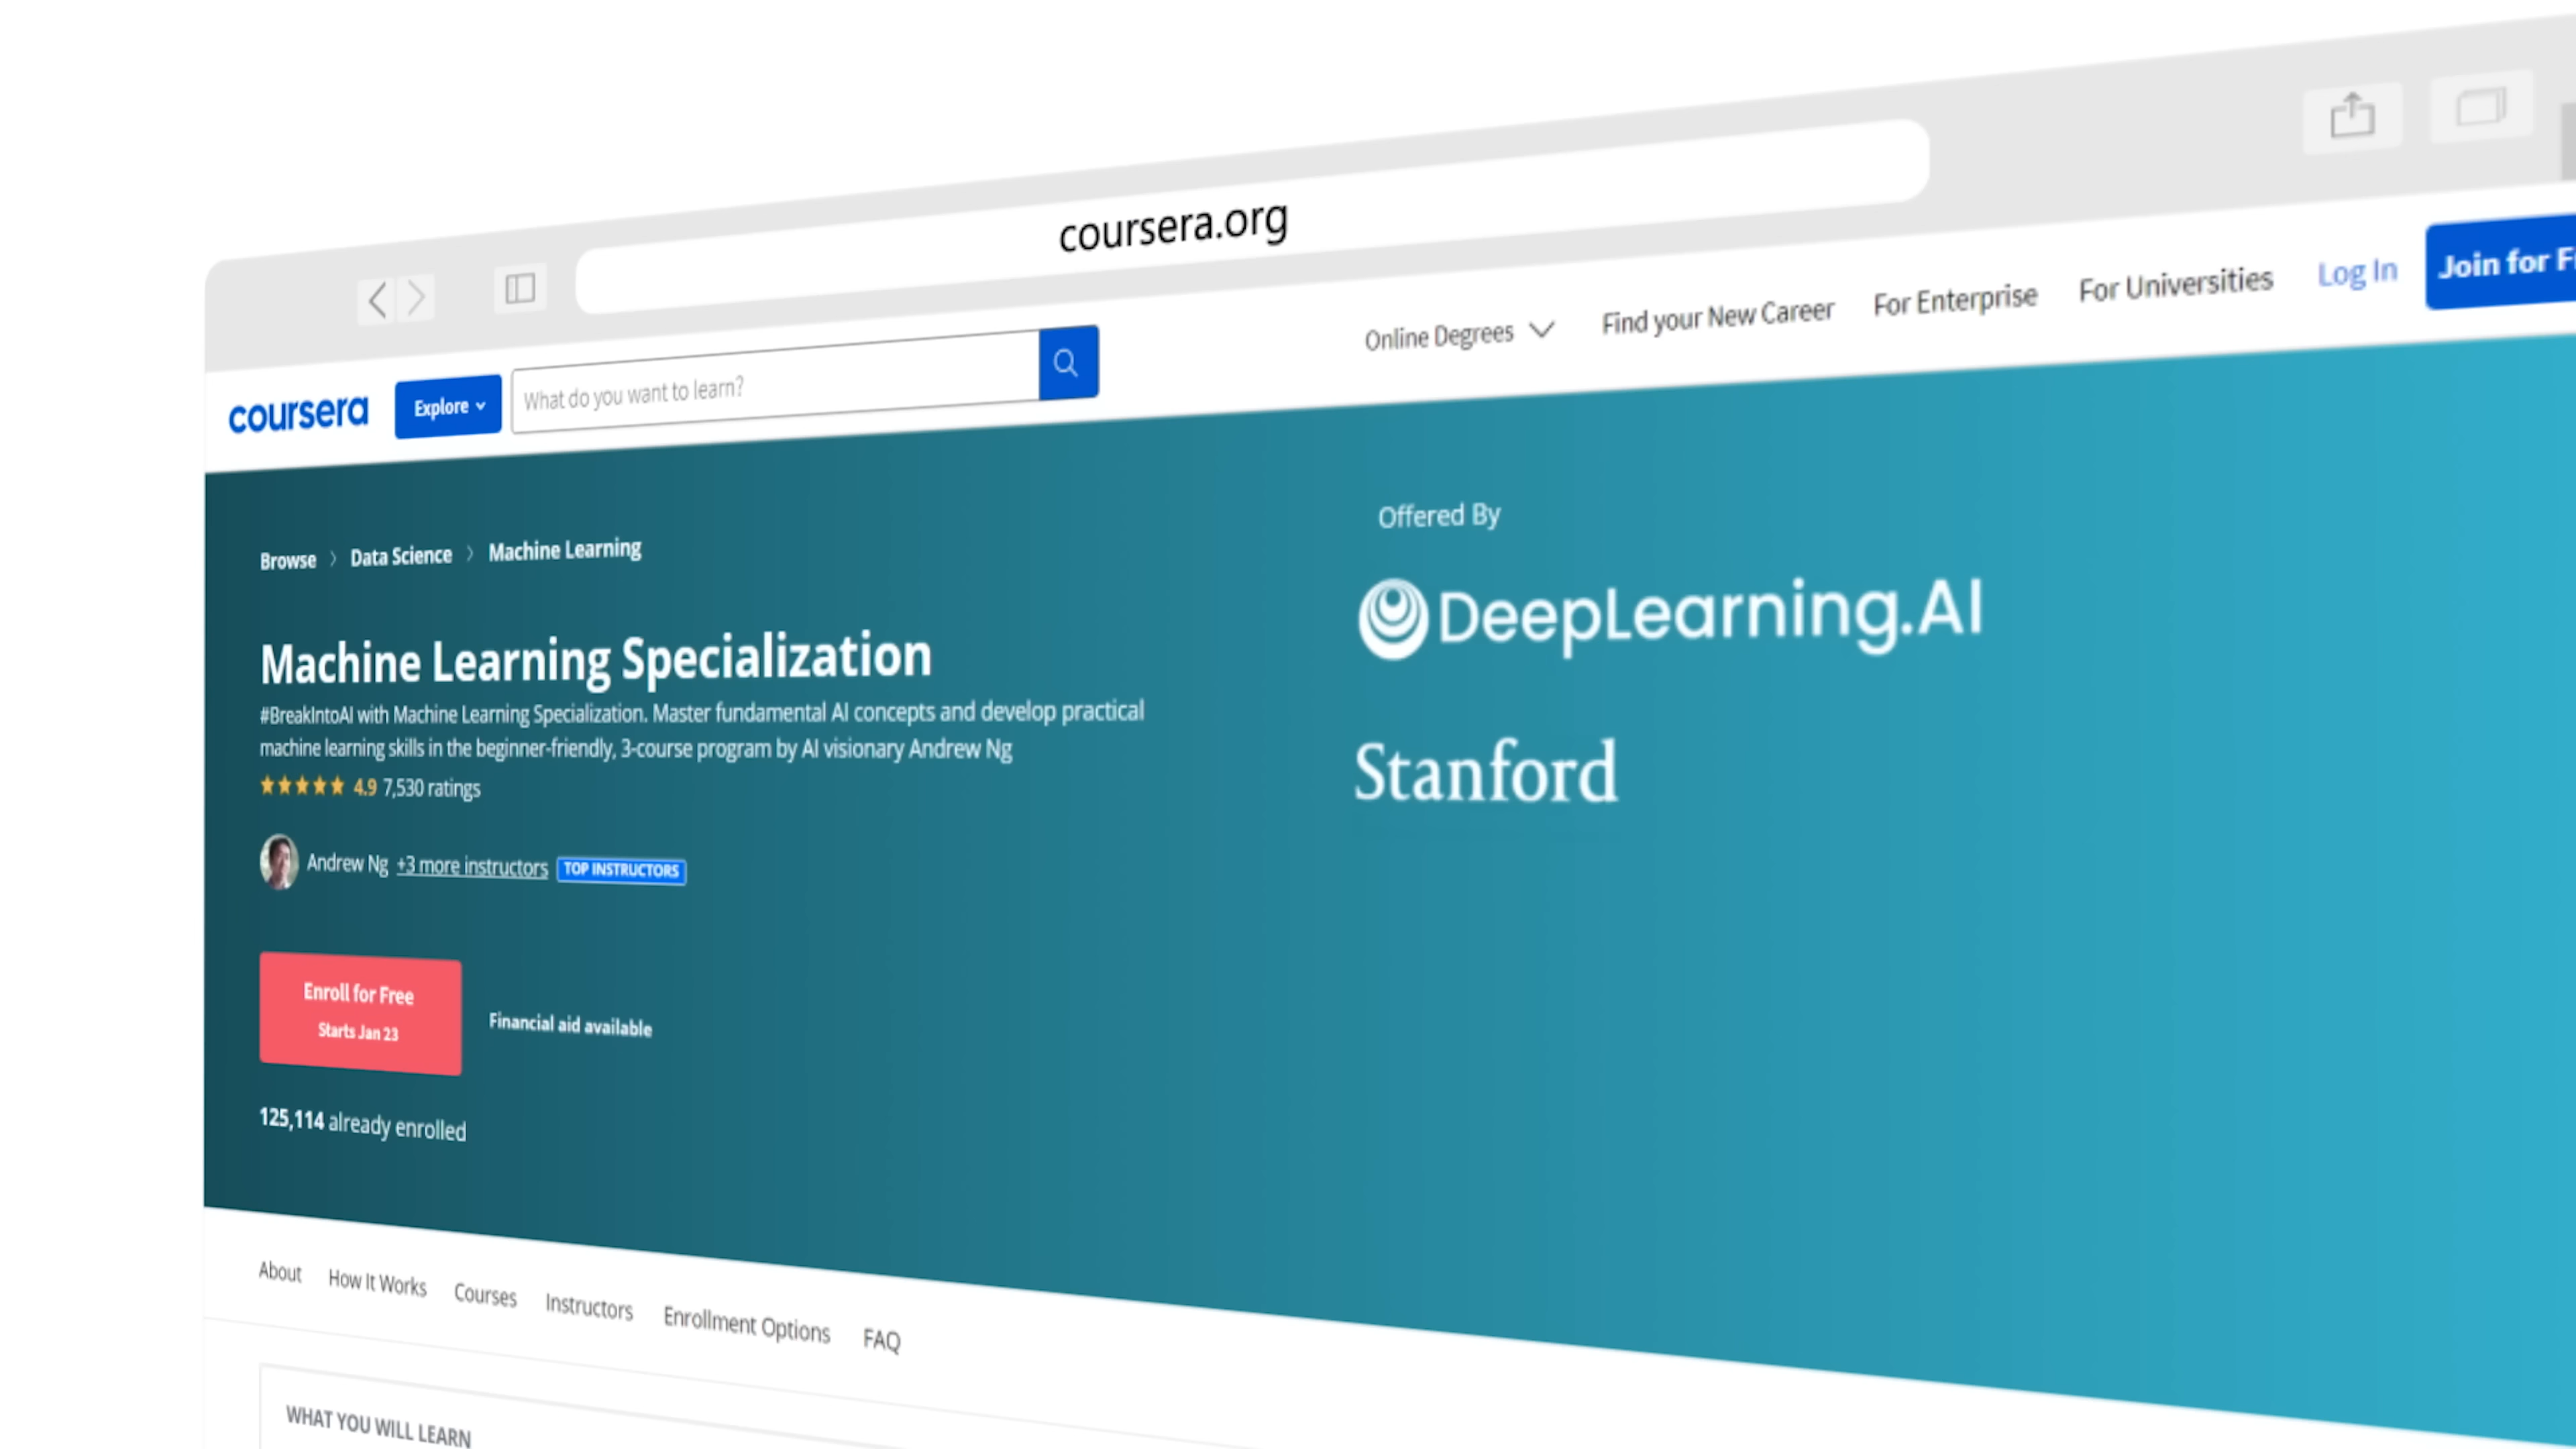 coursera.org
coursera
Explore
What do you want to learn?
Online Degrees
Find your New Career
For Enterprise
For Universities
Log In
Join for
Browse > Data Science > Machine Learning
Machine Learning Specialization
#BreakIntoAI with Machine Learning Specialization. Master fundamental AI concepts and develop practical
machine learning skills in the beginner-friendly, 3-course program by AI visionary Andrew Ng
4.9 7,530 ratings
Andrew Ng +3 more instructors TOP INSTRUCTORS
Enroll for Free
Starts Jan 23
Financial aid available
125,114 already enrolled
Offered By
DeepLearning.AI
Stanford
About
How It Works
Courses
Instructors
Enrollment Options
FAQ
WHAT YOU WILL LEARN